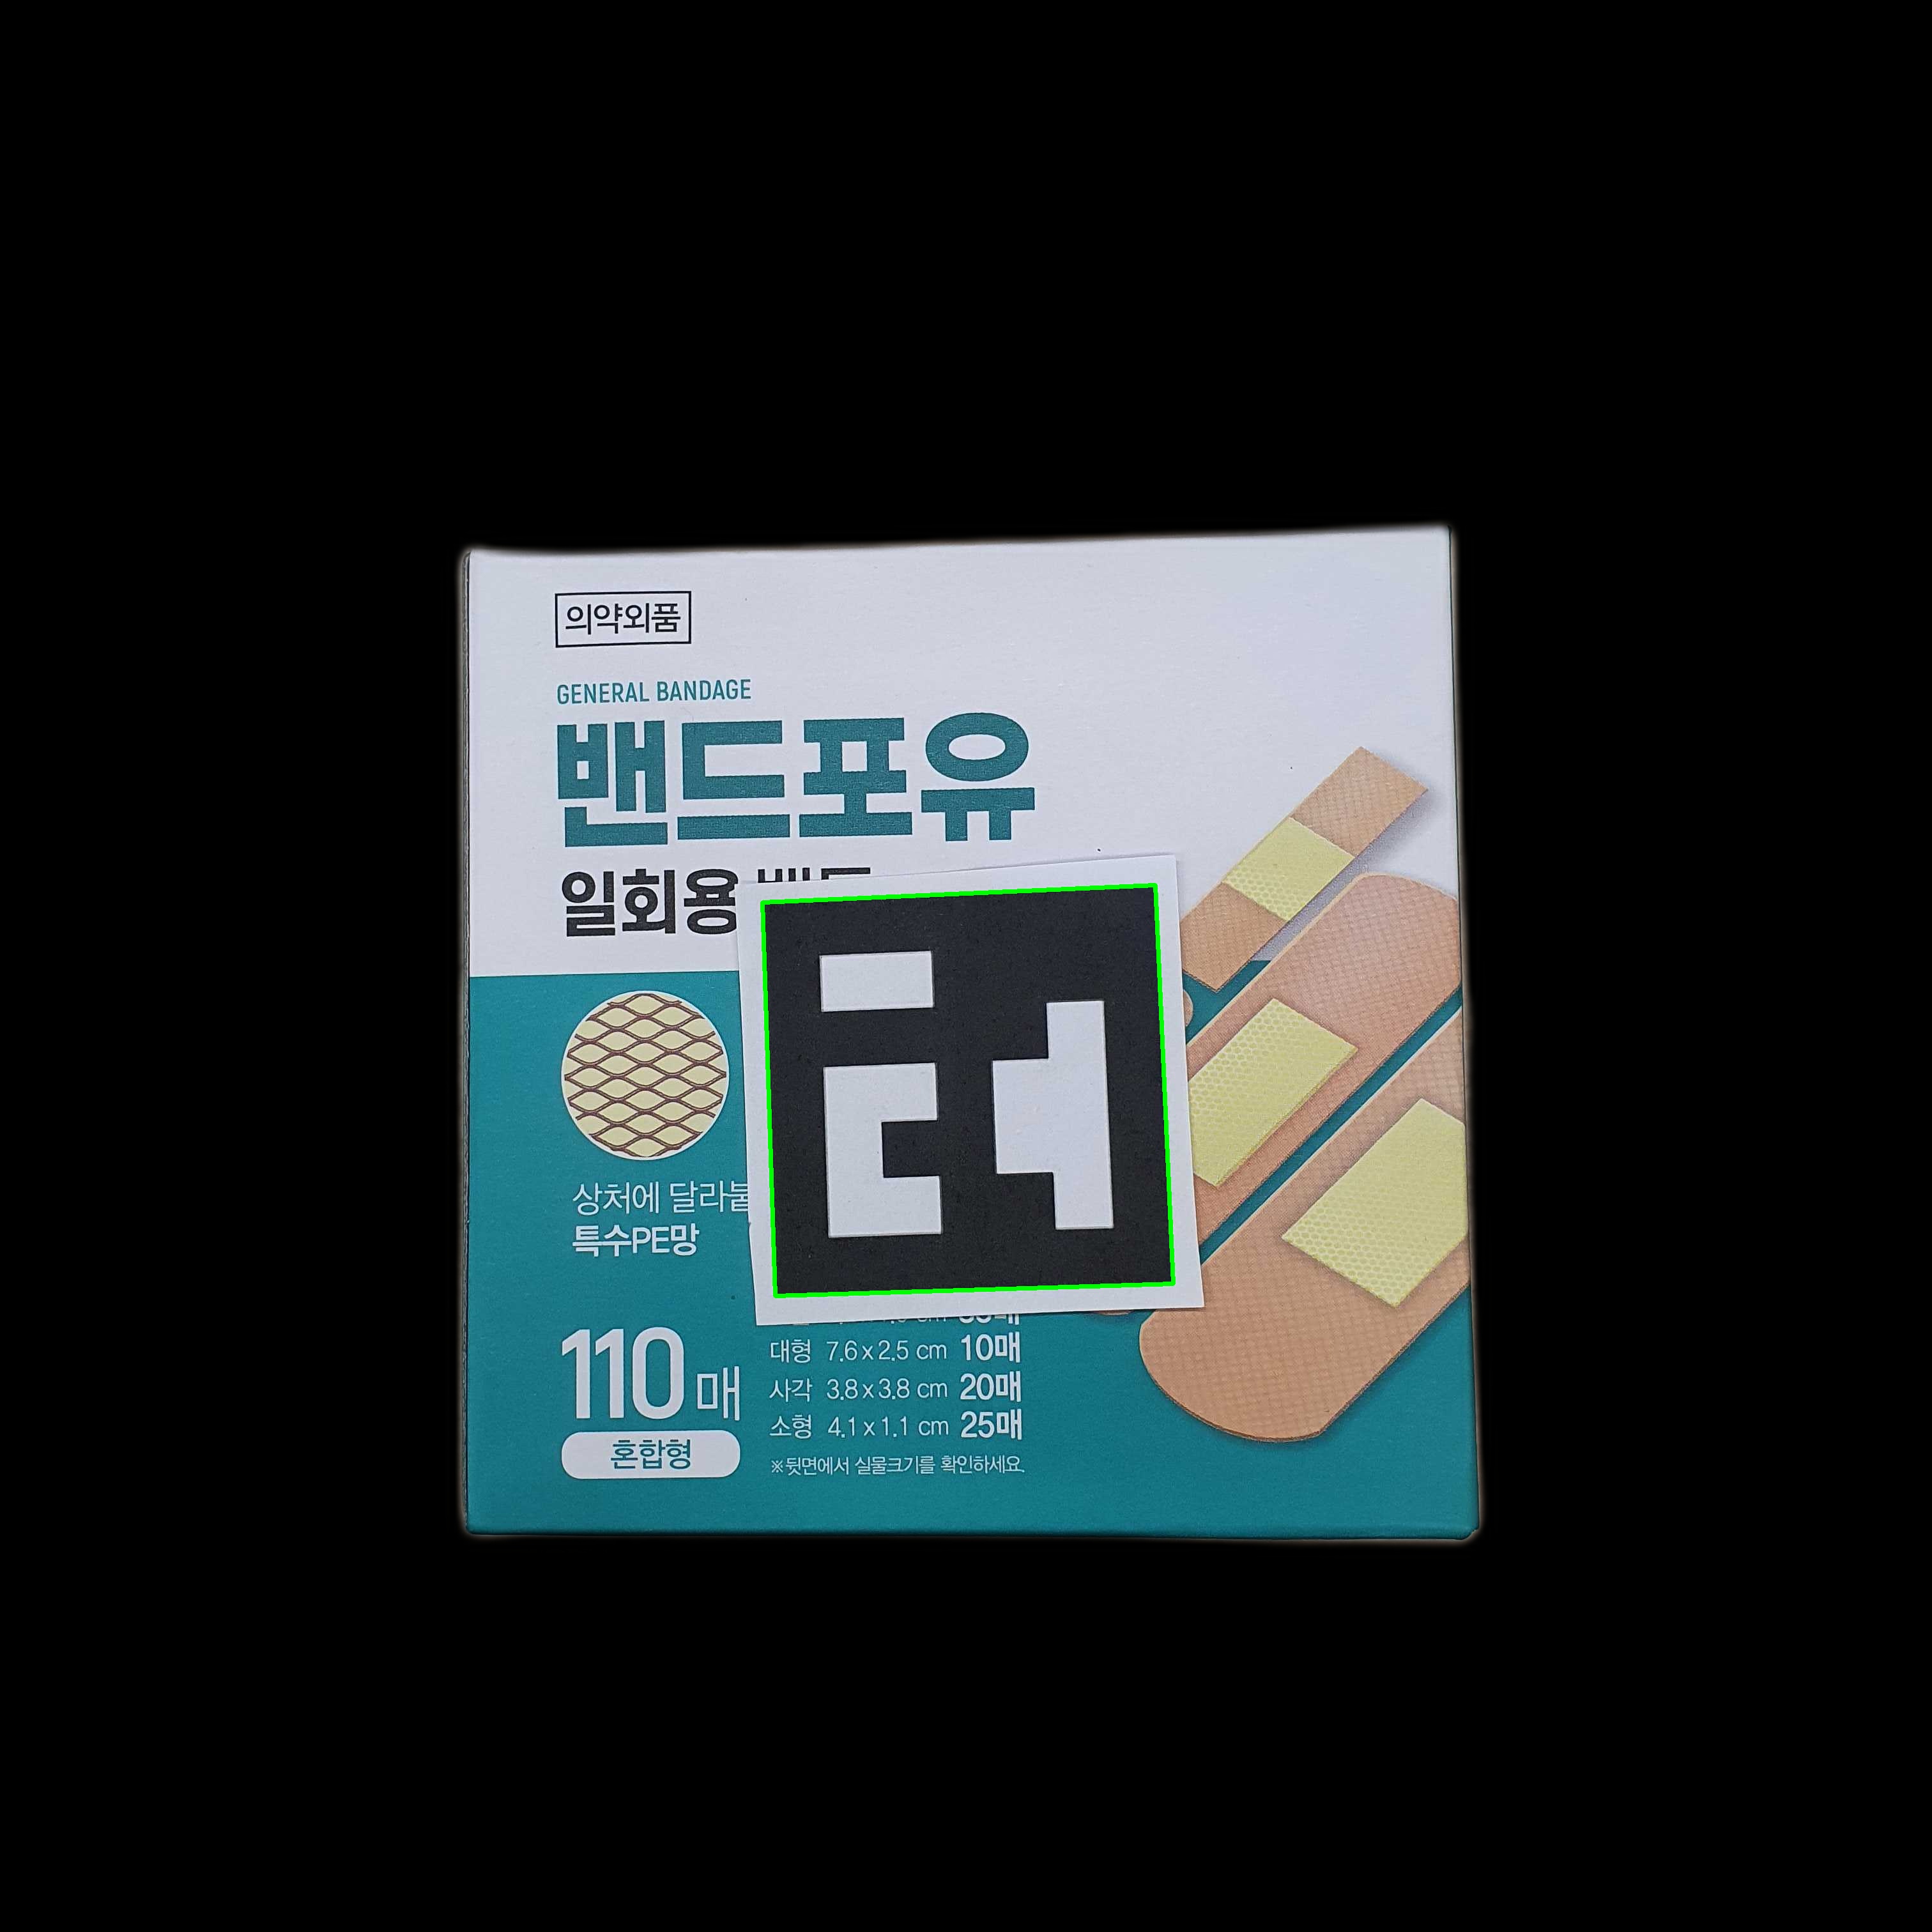 의약외품
GENERAL BANDAGE
밴드포유
일회용
상처에 달라붙
특수PE망
110매
혼합형
대형 7.6x2.5 cm 10매
사각 3.8x3.8 cm 20매
소형 4.1x1.1 cm 25매
※뒷면에서 실물크기를 확인하세요.